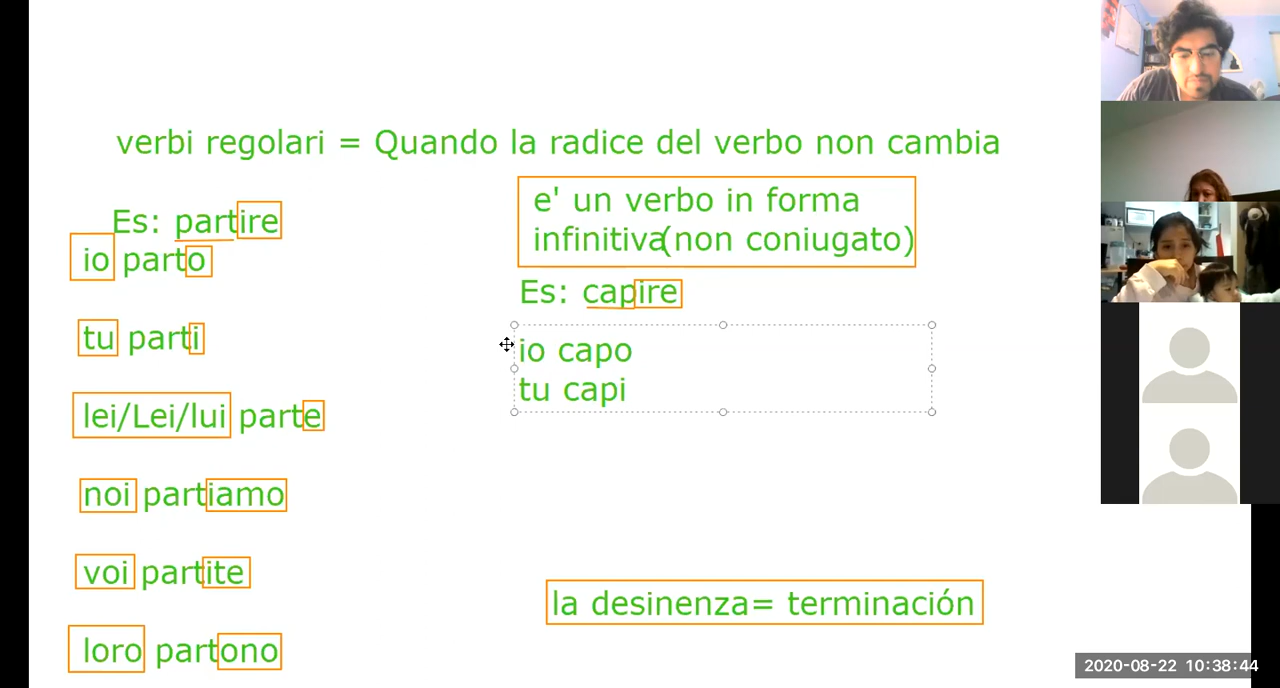 verbi regolari = Quando la radice del verbo non cambia
Es: partire
io parto
tu parti
lei/Lei/lui parte
noi partiamo
voi partite
loro partono
e' un verbo in forma
infinitiva(non coniugato)
Es: capire
io capo
tu capi
la desinenza= terminación
2020-08-22 10:38:44